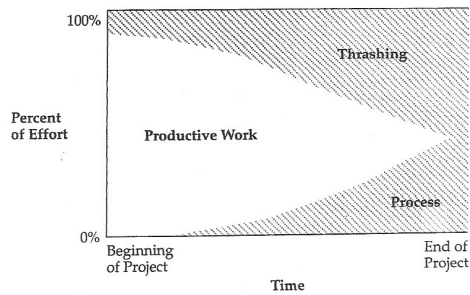 100%
Thrashing
Percent
of Effort
Productive Work
Process
0%
Beginning
of Project
End of
Project
Time